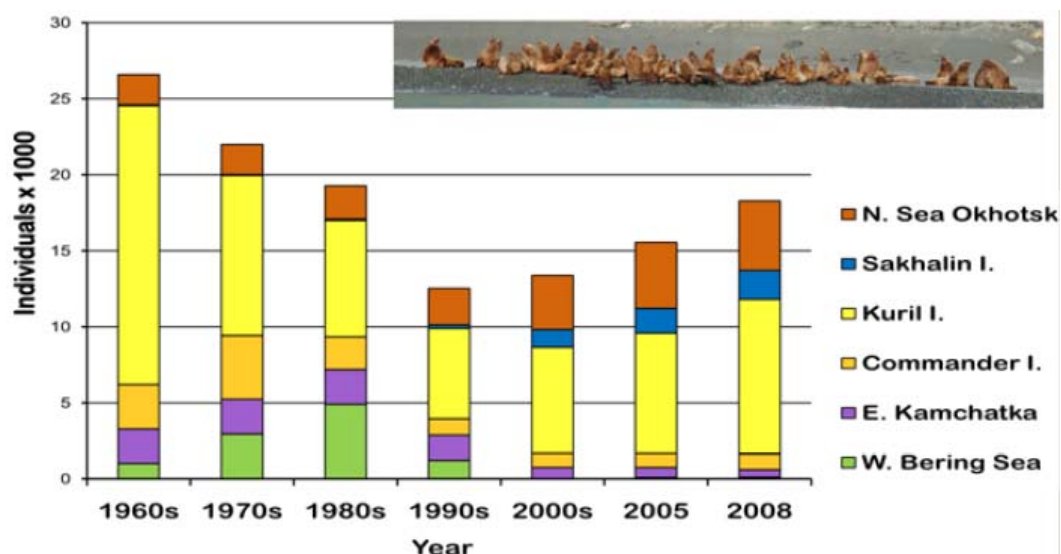 30
25
20
15
10
5
0
Individuals x 1000
1960s 1970s 1980s 1990s 2000s 2005 2008
Year
N. Sea Okhotsk
Sakhalin I.
Kuril I.
Commander I.
E. Kamchatka
W. Bering Sea